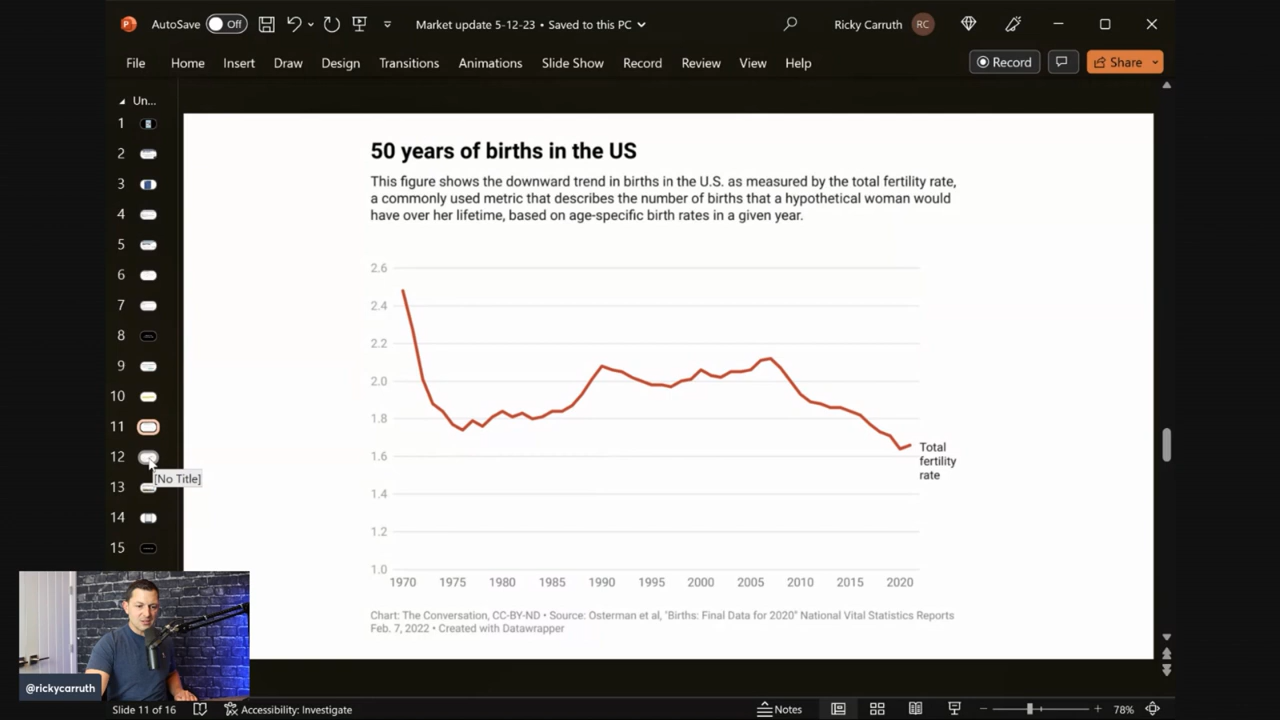 AutoSave Off
Market update 5-12-23 • Saved to this PC
Ricky Carruth RC
File Home Insert Draw Design Transitions Animations Slide Show Record Review View Help
Record
Share
Un...
1
2
3
4
5
6
7
8
9
10
11
12
[No Title]
13
14
15
50 years of births in the US
This figure shows the downward trend in births in the U.S. as measured by the total fertility rate,
a commonly used metric that describes the number of births that a hypothetical woman would
have over her lifetime, based on age-specific birth rates in a given year.
2.6
2.4
2.2
2.0
1.8
1.6
1.4
1.2
1.0
Total
fertility
rate
1970 1975 1980 1985 1990 1995 2000 2005 2010 2015 2020
Chart: The Conversation, CC-BY-ND • Source: Osterman et al, "Births: Final Data for 2020" National Vital Statistics Reports
Feb. 7, 2022 • Created with Datawrapper
@rickycarruth
Slide 11 of 16
Accessibility: Investigate
Notes
78%